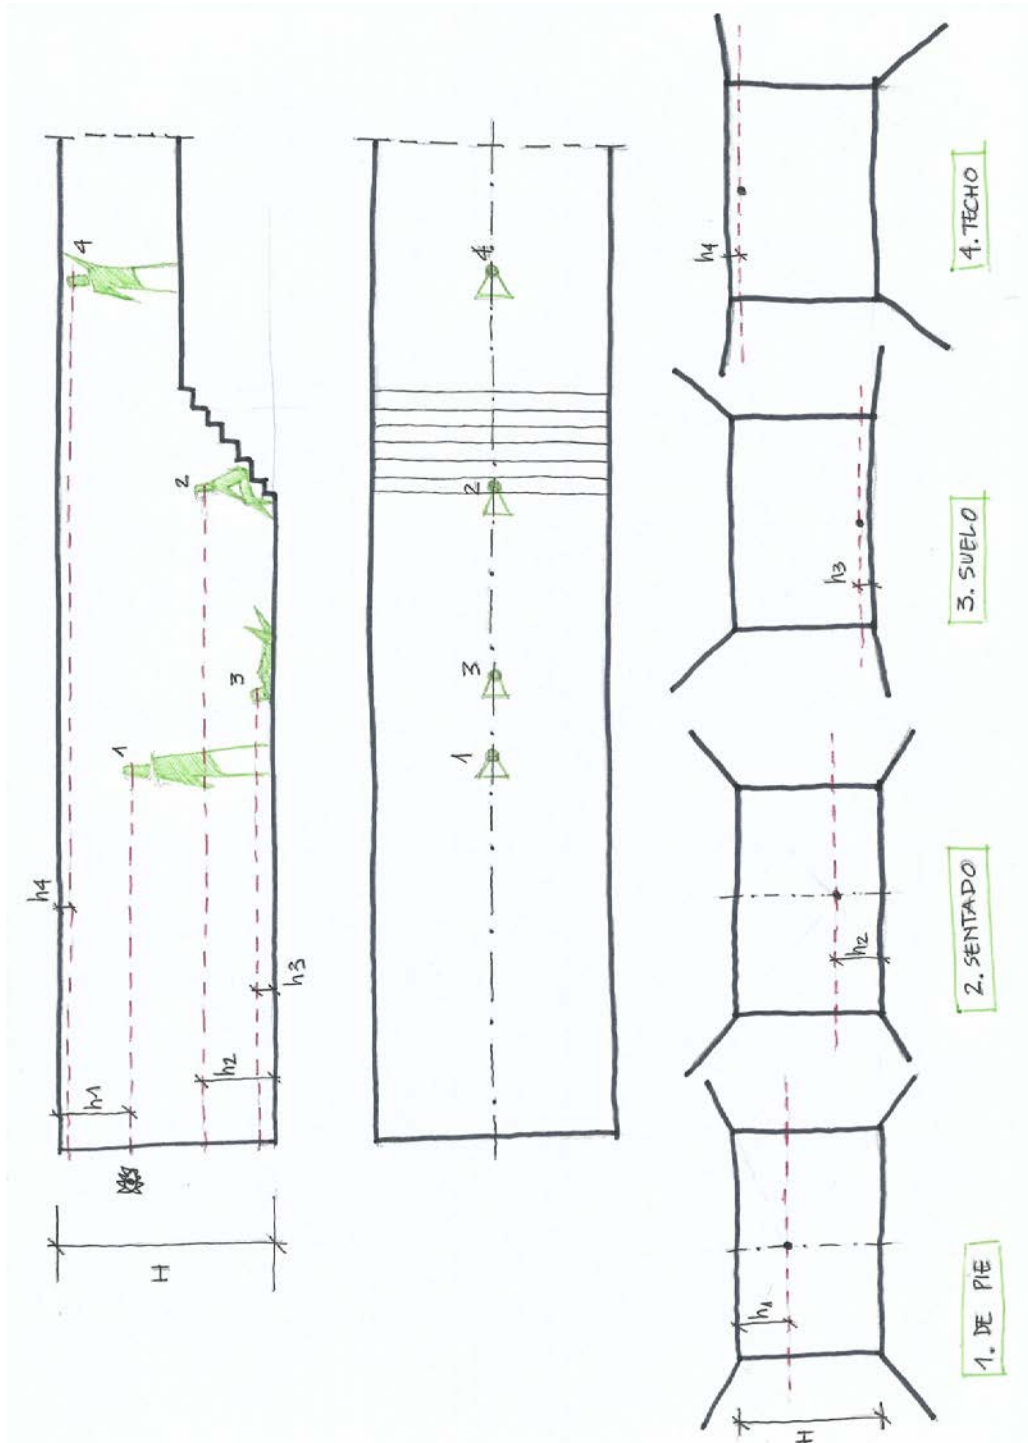 h4
h1
H
1
3
2
4
h2
h3
1
3
2
4
H
h1
h2
h3
h4
1. DE PIE
2. SENTADO
3. SUELO
4. TECHO